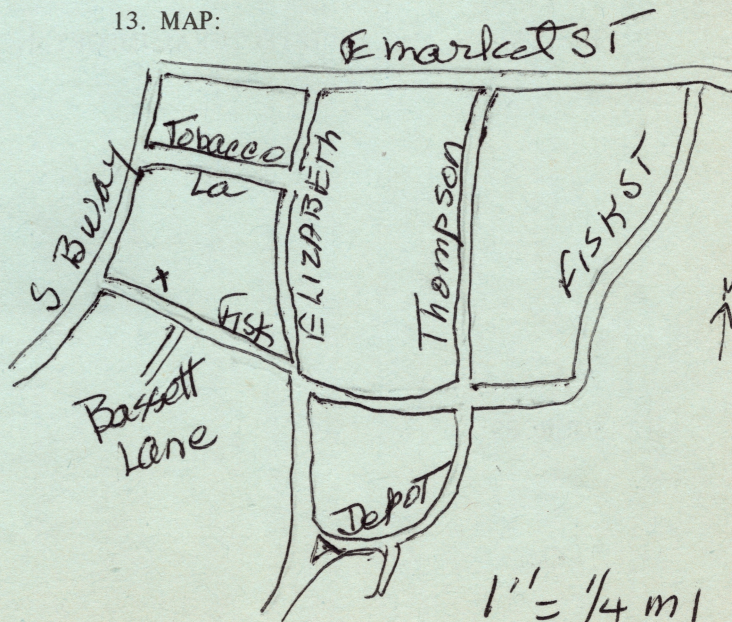 13. MAP:
E market ST
Tobacco
La
ELIZABETH
Thompson
FISK ST
S Bway
x
FISK
N
Bassett
Lane
Depot
1" = 1/4 mi